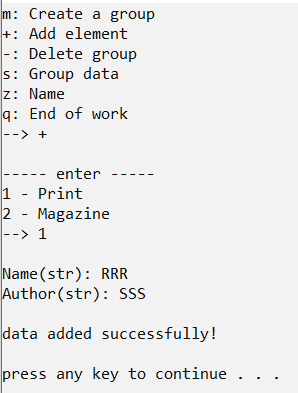 m: Create a group
+: Add element
-: Delete group
s: Group data
z: Name
q: End of work
--> +
----- enter -----
1 - Print
2 - Magazine
--> 1
Name(str): RRR
Author(str): SSS
data added successfully!
press any key to continue . . .